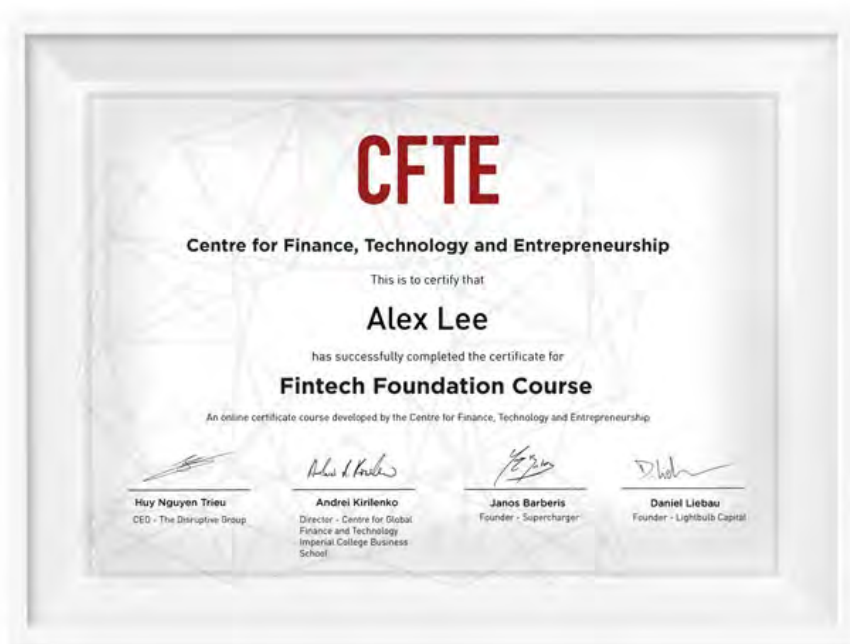 CFTE
Centre for Finance, Technology and Entrepreneurship
This is to certify that
Alex Lee
has successfully completed the certificate for
Fintech Foundation Course
An online certificate course developed by the Centre for Finance, Technology and Entrepreneurship
Huy Nguyen Trieu
CEO - The Disruptive Group
Andrei Kirilenko
Director - Centre for Global
Finance and Technology
Imperial College Business
School
Janos Barberis
Founder - Supercharger
Daniel Liebau
Founder - Lightbulb Capital